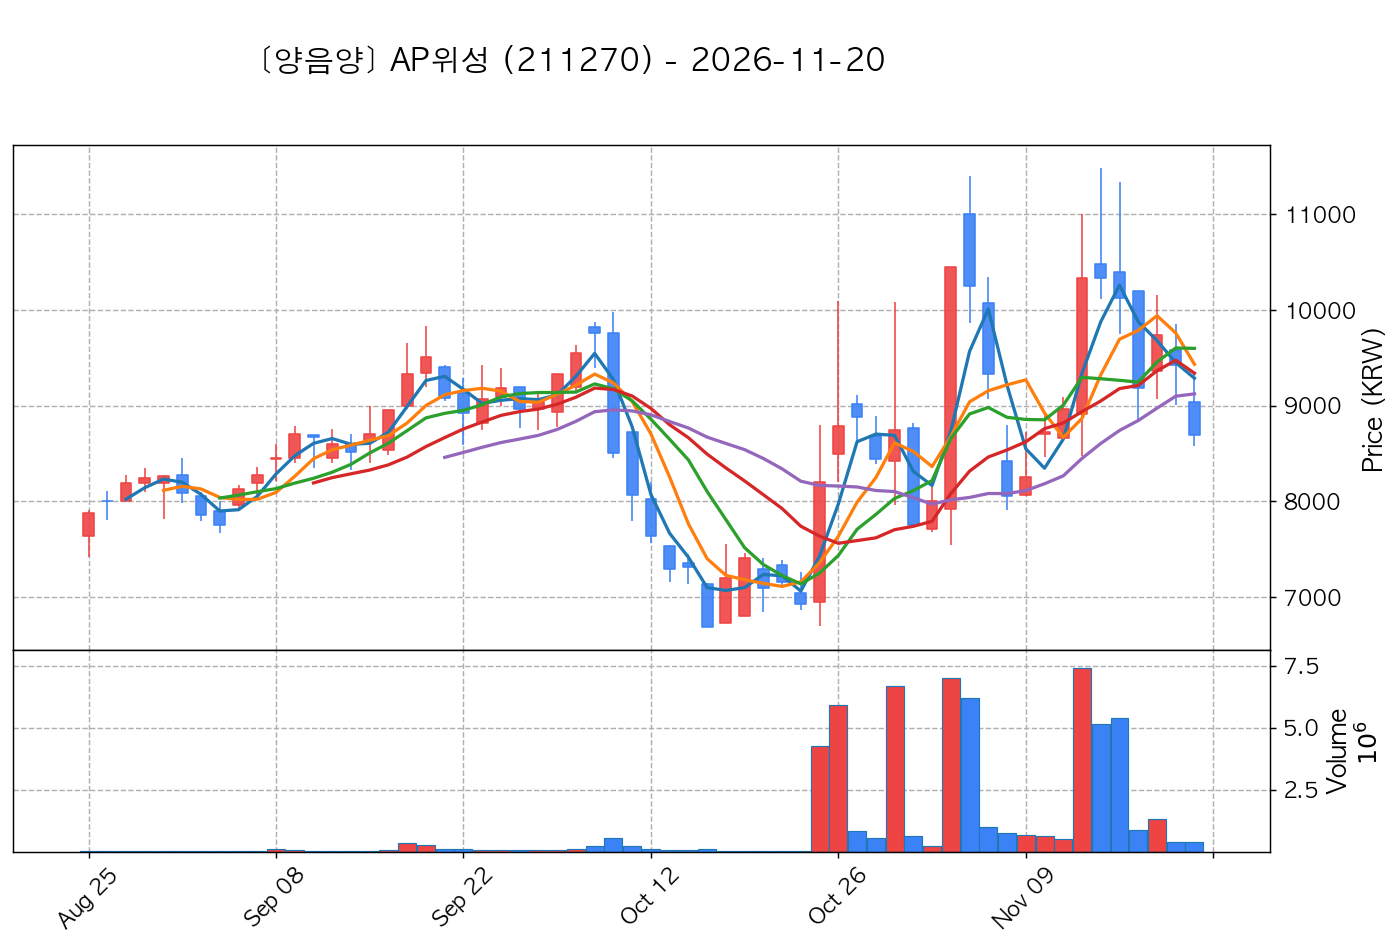 〔양음양〕 AP위성 (211270) - 2026-11-20
11000
10000
9000
8000
7000
Price (KRW)
7.5
5.0
2.5
Volume
10⁶
Aug 25
Sep 08
Sep 22
Oct 12
Oct 26
Nov 09